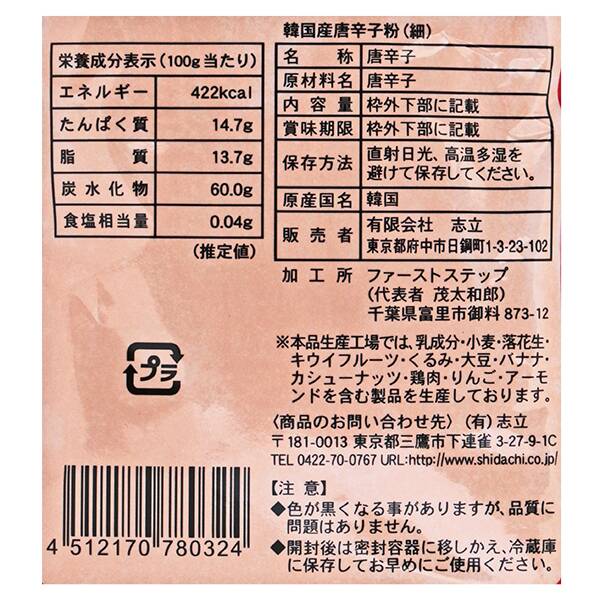 栄養成分表示(100g当たり)
エネルギー 422kcal
たんぱく質 14.7g
脂質 13.7g
炭水化物 60.0g
食塩相当量 0.04g
(推定値)
プラ
4 512170 780324
韓国産唐辛子粉(細)
名称 唐辛子
原材料名 唐辛子
内容量 枠外下部に記載
賞味期限 枠外下部に記載
保存方法 直射日光、高温多湿を
避けて保存してください。
原産国名 韓国
販売者 有限会社 志立
東京都府中市日鋼町1-3-23-102
加工所 ファーストステップ
(代表者 茂太和郎)
千葉県富里市御料873-12
※本品生産工場では、乳成分・小麦・落花生・
キウイフルーツ・くるみ・大豆・バナナ・
カシューナッツ・鶏肉・りんご・アーモ
ンドを含む製品を生産しております。
〈商品のお問い合わせ先〉(有)志立
〒181-0013 東京都三鷹市下連雀3-27-9-1C
TEL 0422-70-0767 URL:http://www.shidachi.co.jp/
【注意】
◆色が黒くなる事がありますが、品質に
問題はありません。
◆開封後は密封容器に移しかえ、冷蔵庫
に保存してお早めにご使用ください。